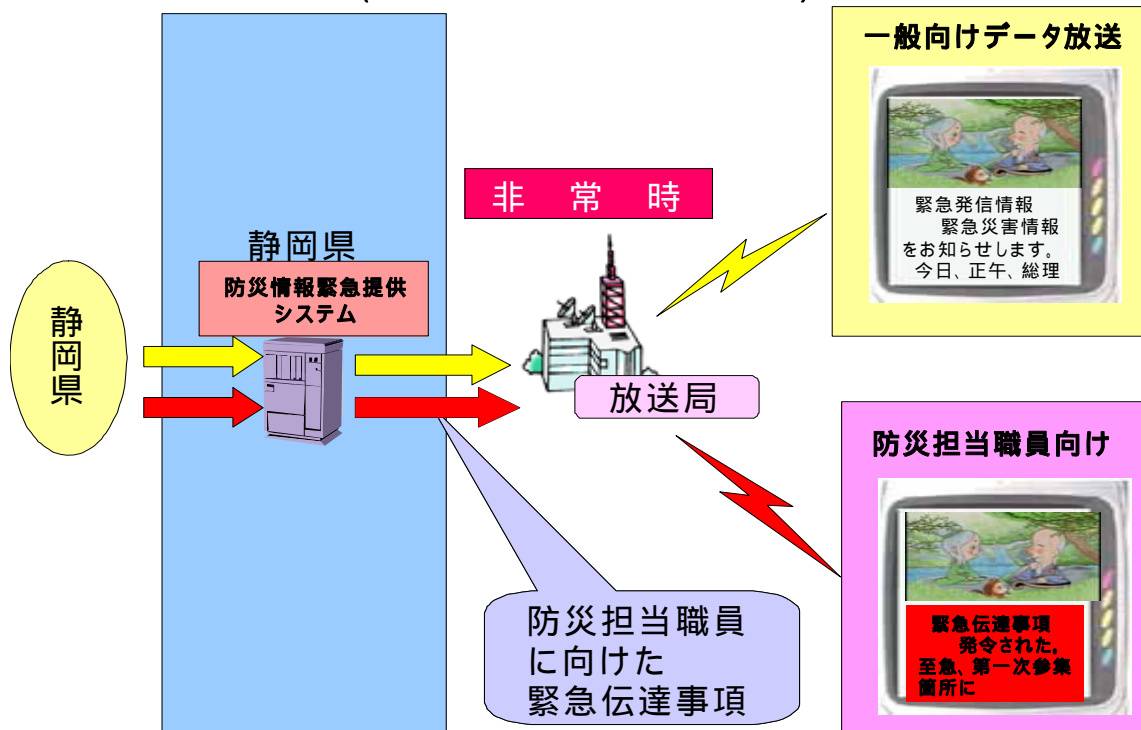 一般向けデータ放送
緊急発信情報
緊急災害情報
をお知らせします。
今日、正午、総理
非 常 時
静岡県
防災情報緊急提供
システム
静岡県
放送局
防災担当職員向け
緊急伝達事項
発令された。
至急、第一次参集
箇所に
防災担当職員
に向けた
緊急伝達事項